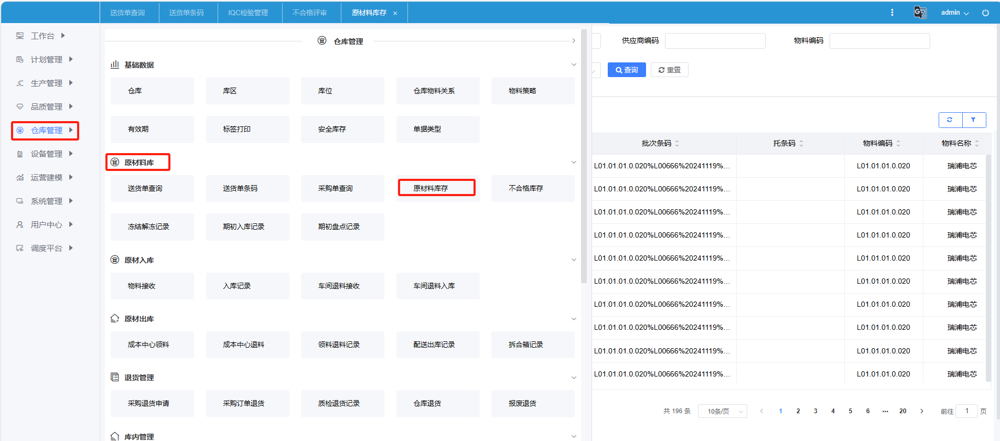 送货单查询 送货单条码 IQC检验管理 不合格评审 原材料库存 × admin
工作台
计划管理
生产管理
品质管理
仓库管理
设备管理
运营建模
系统管理
用户中心
调度平台
仓库管理
基础数据
仓库 库区 库位 仓库物料关系 物料策略
有效期 标签打印 安全库存 单据类型
原材料库
送货单查询 送货单条码 采购单查询 原材料库存 不合格库存
冻结解冻记录 期初入库记录 期初盘点记录
原材入库
物料接收 入库记录 车间退料接收 车间退料入库
原材出库
成本中心领料 成本中心退料 领料退料记录 配送出库记录 拆合箱记录
退货管理
采购退货申请 采购订单退货 质检退货记录 仓库退货 报废退货
库内管理
供应商编码 物料编码
查询 重置
批次条码 托条码 物料编码 物料名称
L01.01.01.0.020%L00666%20241119%... L01.01.01.0.020 瑞浦电芯
L01.01.01.0.020%L00666%20241119%... L01.01.01.0.020 瑞浦电芯
L01.01.01.0.020%L00666%20241119%... L01.01.01.0.020 瑞浦电芯
L01.01.01.0.020%L00666%20241119%... L01.01.01.0.020 瑞浦电芯
L01.01.01.0.020%L00666%20241119%... L01.01.01.0.020 瑞浦电芯
L01.01.01.0.020%L00666%20241119%... L01.01.01.0.020 瑞浦电芯
L01.01.01.0.020%L00666%20241119%... L01.01.01.0.020 瑞浦电芯
L01.01.01.0.020%L00666%20241119%... L01.01.01.0.020 瑞浦电芯
L01.01.01.0.020%L00666%20241119%... L01.01.01.0.020 瑞浦电芯
L01.01.01.0.020%L00666%20241119%... L01.01.01.0.020 瑞浦电芯
共 196 条 10条/页 1 2 3 4 5 6 ... 20 前往 1 页